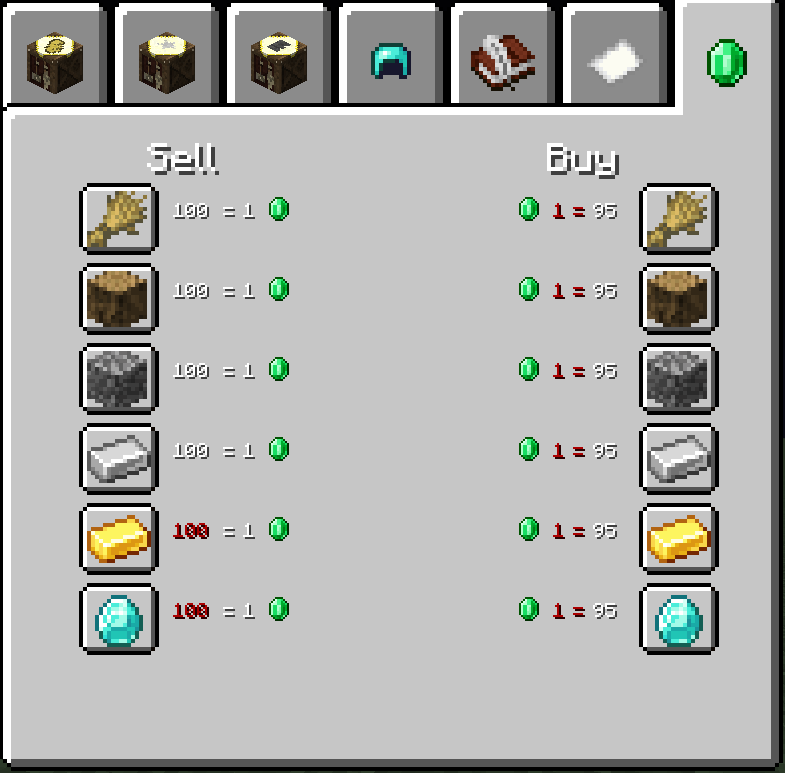 Sell Buy
100 = 1 1 = 95
100 = 1 1 = 95
100 = 1 1 = 95
100 = 1 1 = 95
100 = 1 1 = 95
100 = 1 1 = 95